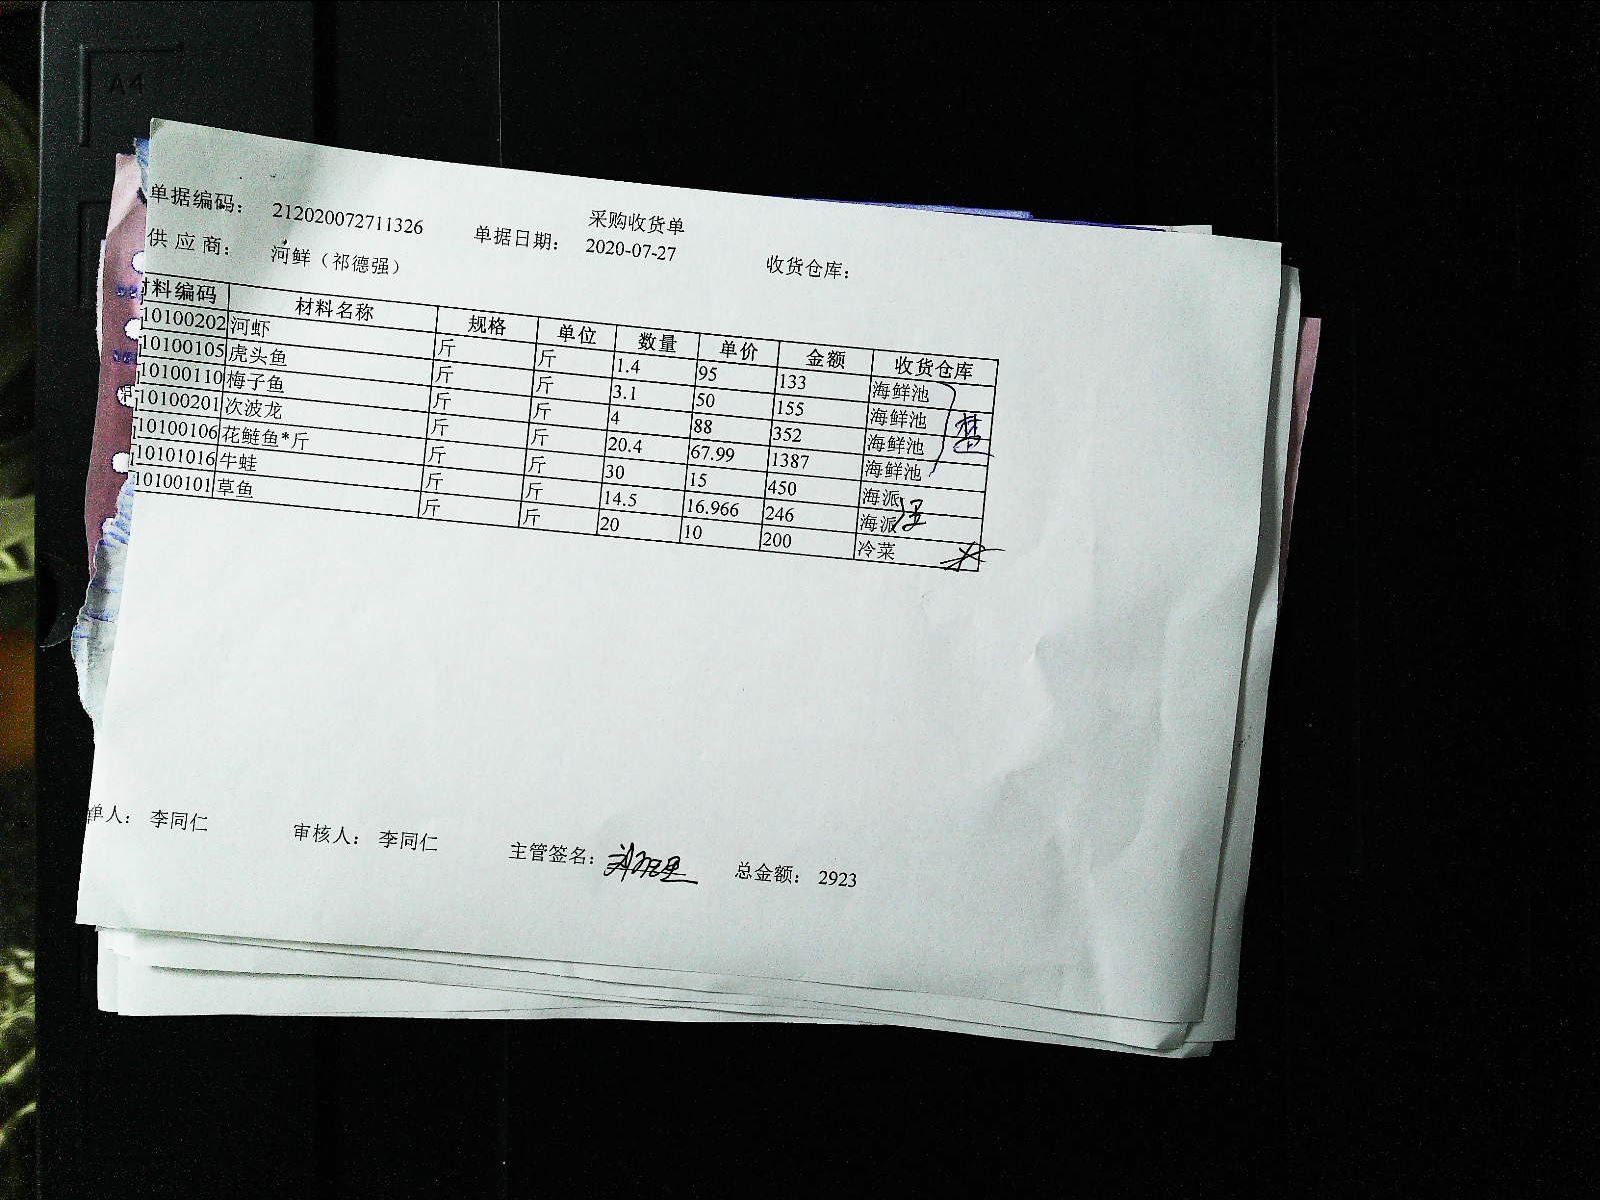 A4
采购收货单
单据编码： 212020072711326 单据日期： 2020-07-27 收货仓库：
供应商： 河鲜（祁德强）
材料编码 材料名称 规格 单位 数量 单价 金额 收货仓库
10100202 河虾 斤 斤 1.4 95 133 海鲜池
10100105 虎头鱼 斤 斤 3.1 50 155 海鲜池
10100110 梅子鱼 斤 斤 4 88 352 海鲜池
10100201 次波龙 斤 斤 20.4 67.99 1387 海鲜池
10100106 花鲢鱼*斤 斤 斤 30 15 450 海派
10101016 牛蛙 斤 斤 14.5 16.966 246 海派
10100101 草鱼 斤 斤 20 10 200 冷菜
单人： 李同仁 审核人： 李同仁 主管签名： 总金额： 2923